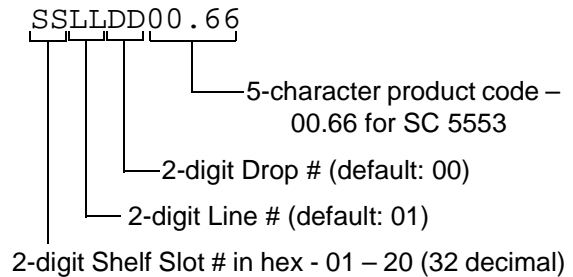 SSLLDD00.66
5-character product code –
00.66 for SC 5553
2-digit Drop # (default: 00)
2-digit Line # (default: 01)
2-digit Shelf Slot # in hex - 01 – 20 (32 decimal)